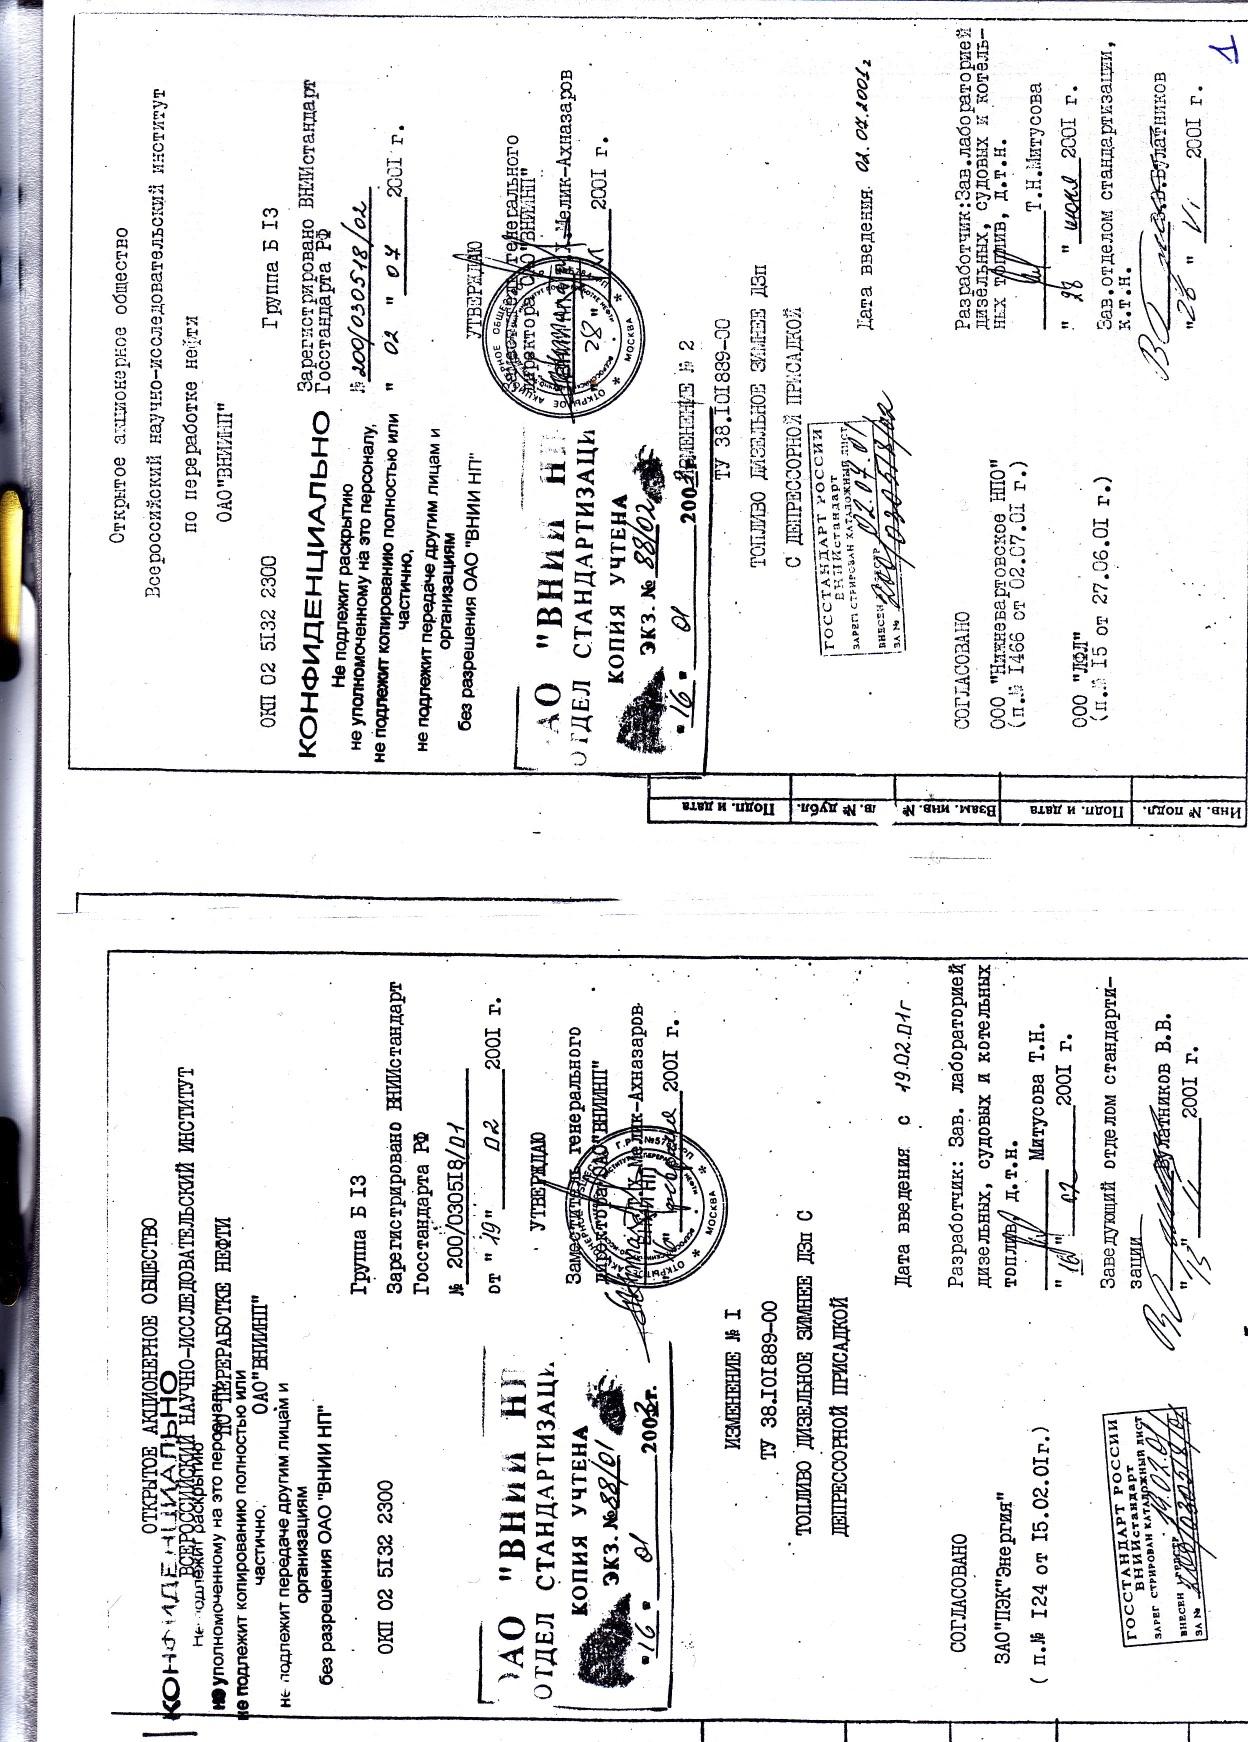 Открытое акционерное общество
Всероссийский научно-исследовательский институт
по переработке нефти
ОАО"ВНИИНП"
ОКП 02 5I32 2300
Группа Б I3
КОНФИДЕНЦИАЛЬНО
Не подлежит раскрытию
не уполномоченному на это персоналу,
не подлежит копированию полностью или
частично,
не подлежит передаче другим лицам и
организациям
без разрешения ОАО "ВНИИ НП"
Зарегистрировано ВНИИстандарт
Госстандарта РФ
№ 200/030518/02
" 02 " 07 200I г.
УТВЕРЖДАЮ
Заместитель генерального
директора ОАО"ВНИИНП"
Мелик-Ахназаров
"28" VI 200I г.
АО "ВНИИ НП
ОТДЕЛ СТАНДАРТИЗАЦИ
КОПИЯ УЧТЕНА
ЭКЗ. № 88/02
"16" 01 200
ИЗМЕНЕНИЕ № 2
ТУ 38.I0I889-00
ТОПЛИВО ДИЗЕЛЬНОЕ ЗИМНЕЕ ДЗп
С ДЕПРЕССОРНОЙ ПРИСАДКОЙ
ГОССТАНДАРТ РОССИИ
ВНИИстандарт
ЗАРЕГИСТРИРОВАН КАТАЛОЖНЫЙ ЛИСТ
ВНЕСЕН В РЕЕСТР 02.07.01
ЗА № 200/030518/02
Дата введения 02.07.2001г
СОГЛАСОВАНО
ООО "Нижневартовское НПО"
(п.№ I466 от 02.07.0I г.)
ООО "ЛФЛ"
(п.№ I5 от 27.06.0I г.)
Разработчик:Зав.лабораторией
дизельных, судовых и котель-
ных топлив, д.т.н.
Т.Н.Митусова
" 28 " июня 200I г.
Зав.отделом стандартизации,
к.т.н.
В.В.Булатников
"28" VI 200I г.
1
Подп. и дата
Инв. № дубл.
Взам. инв. №
Подп. и дата
Инв. № подл.
ОТКРЫТОЕ АКЦИОНЕРНОЕ ОБЩЕСТВО
ВСЕРОССИЙСКИЙ НАУЧНО-ИССЛЕДОВАТЕЛЬСКИЙ ИНСТИТУТ
ПО ПЕРЕРАБОТКЕ НЕФТИ
ОАО"ВНИИНП"
КОНФИДЕНЦИАЛЬНО
Не подлежит раскрытию
не уполномоченному на это персоналу,
не подлежит копированию полностью или
частично,
не подлежит передаче другим лицам и
организациям
без разрешения ОАО "ВНИИ НП"
ОКП 02 5I32 2300
Группа Б I3
Зарегистрировано ВНИИстандарт
Госстандарта РФ
№ 200/0305I8/01
от "19" 02 200I г.
УТВЕРЖДАЮ
Заместитель генерального
директора ОАО"ВНИИНП"
Мелик-Ахназаров
февраля 200I г.
ОАО "ВНИИ НП
ОТДЕЛ СТАНДАРТИЗАЦ
КОПИЯ УЧТЕНА
ЭКЗ. № 88/01
"16" 01 2002г.
ИЗМЕНЕНИЕ № I
ТУ 38.I0I889-00
ТОПЛИВО ДИЗЕЛЬНОЕ ЗИМНЕЕ ДЗп С
ДЕПРЕССОРНОЙ ПРИСАДКОЙ
Дата введения с 19.02.01г
СОГЛАСОВАНО
ЗАО"ПЭК"Энергия"
( п.№ I24 от I5.02.0Iг.)
Разработчик: Зав. лабораторией
дизельных, судовых и котельных
топлив, д.т.н.
Митусова Т.Н.
"16" 02 200I г.
Заведующий отделом стандарти-
зации
Булатников В.В.
"13" II 200I г.
ГОССТАНДАРТ РОССИИ
ВНИИстандарт
ЗАРЕГИСТРИРОВАН КАТАЛОЖНЫЙ ЛИСТ
ВНЕСЕН В РЕЕСТР 19.02.01
ЗА № 200/030518/01